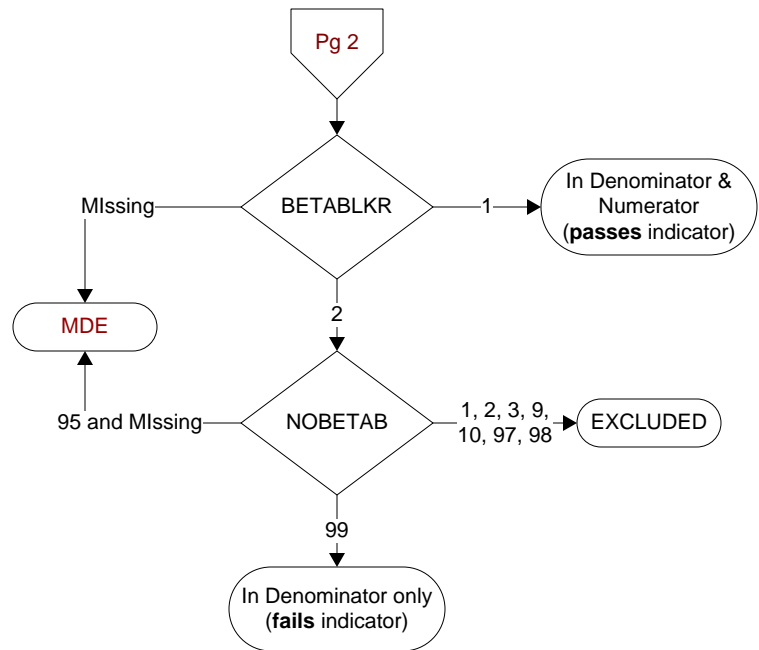 Pg 2
MIssing
BETABLKR
1
In Denominator &
Numerator
(passes indicator)
2
MDE
95 and MIssing
NOBETAB
1, 2, 3, 9,
10, 97, 98
EXCLUDED
99
In Denominator only
(fails indicator)